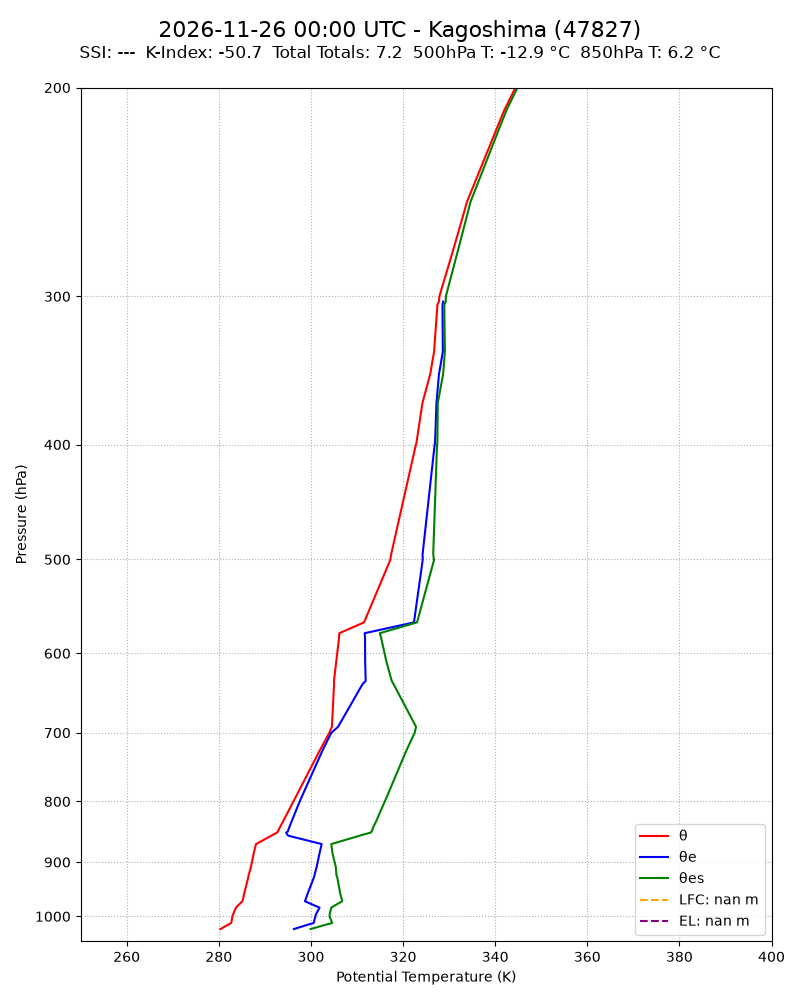 2026-11-26 00:00 UTC - Kagoshima (47827)
SSI: --- K-Index: -50.7 Total Totals: 7.2 500hPa T: -12.9 °C 850hPa T: 6.2 °C
200
300
400
500
600
700
800
900
1000
Pressure (hPa)
260 280 300 320 340 360 380 400
Potential Temperature (K)
θ
θe
θes
LFC: nan m
EL: nan m